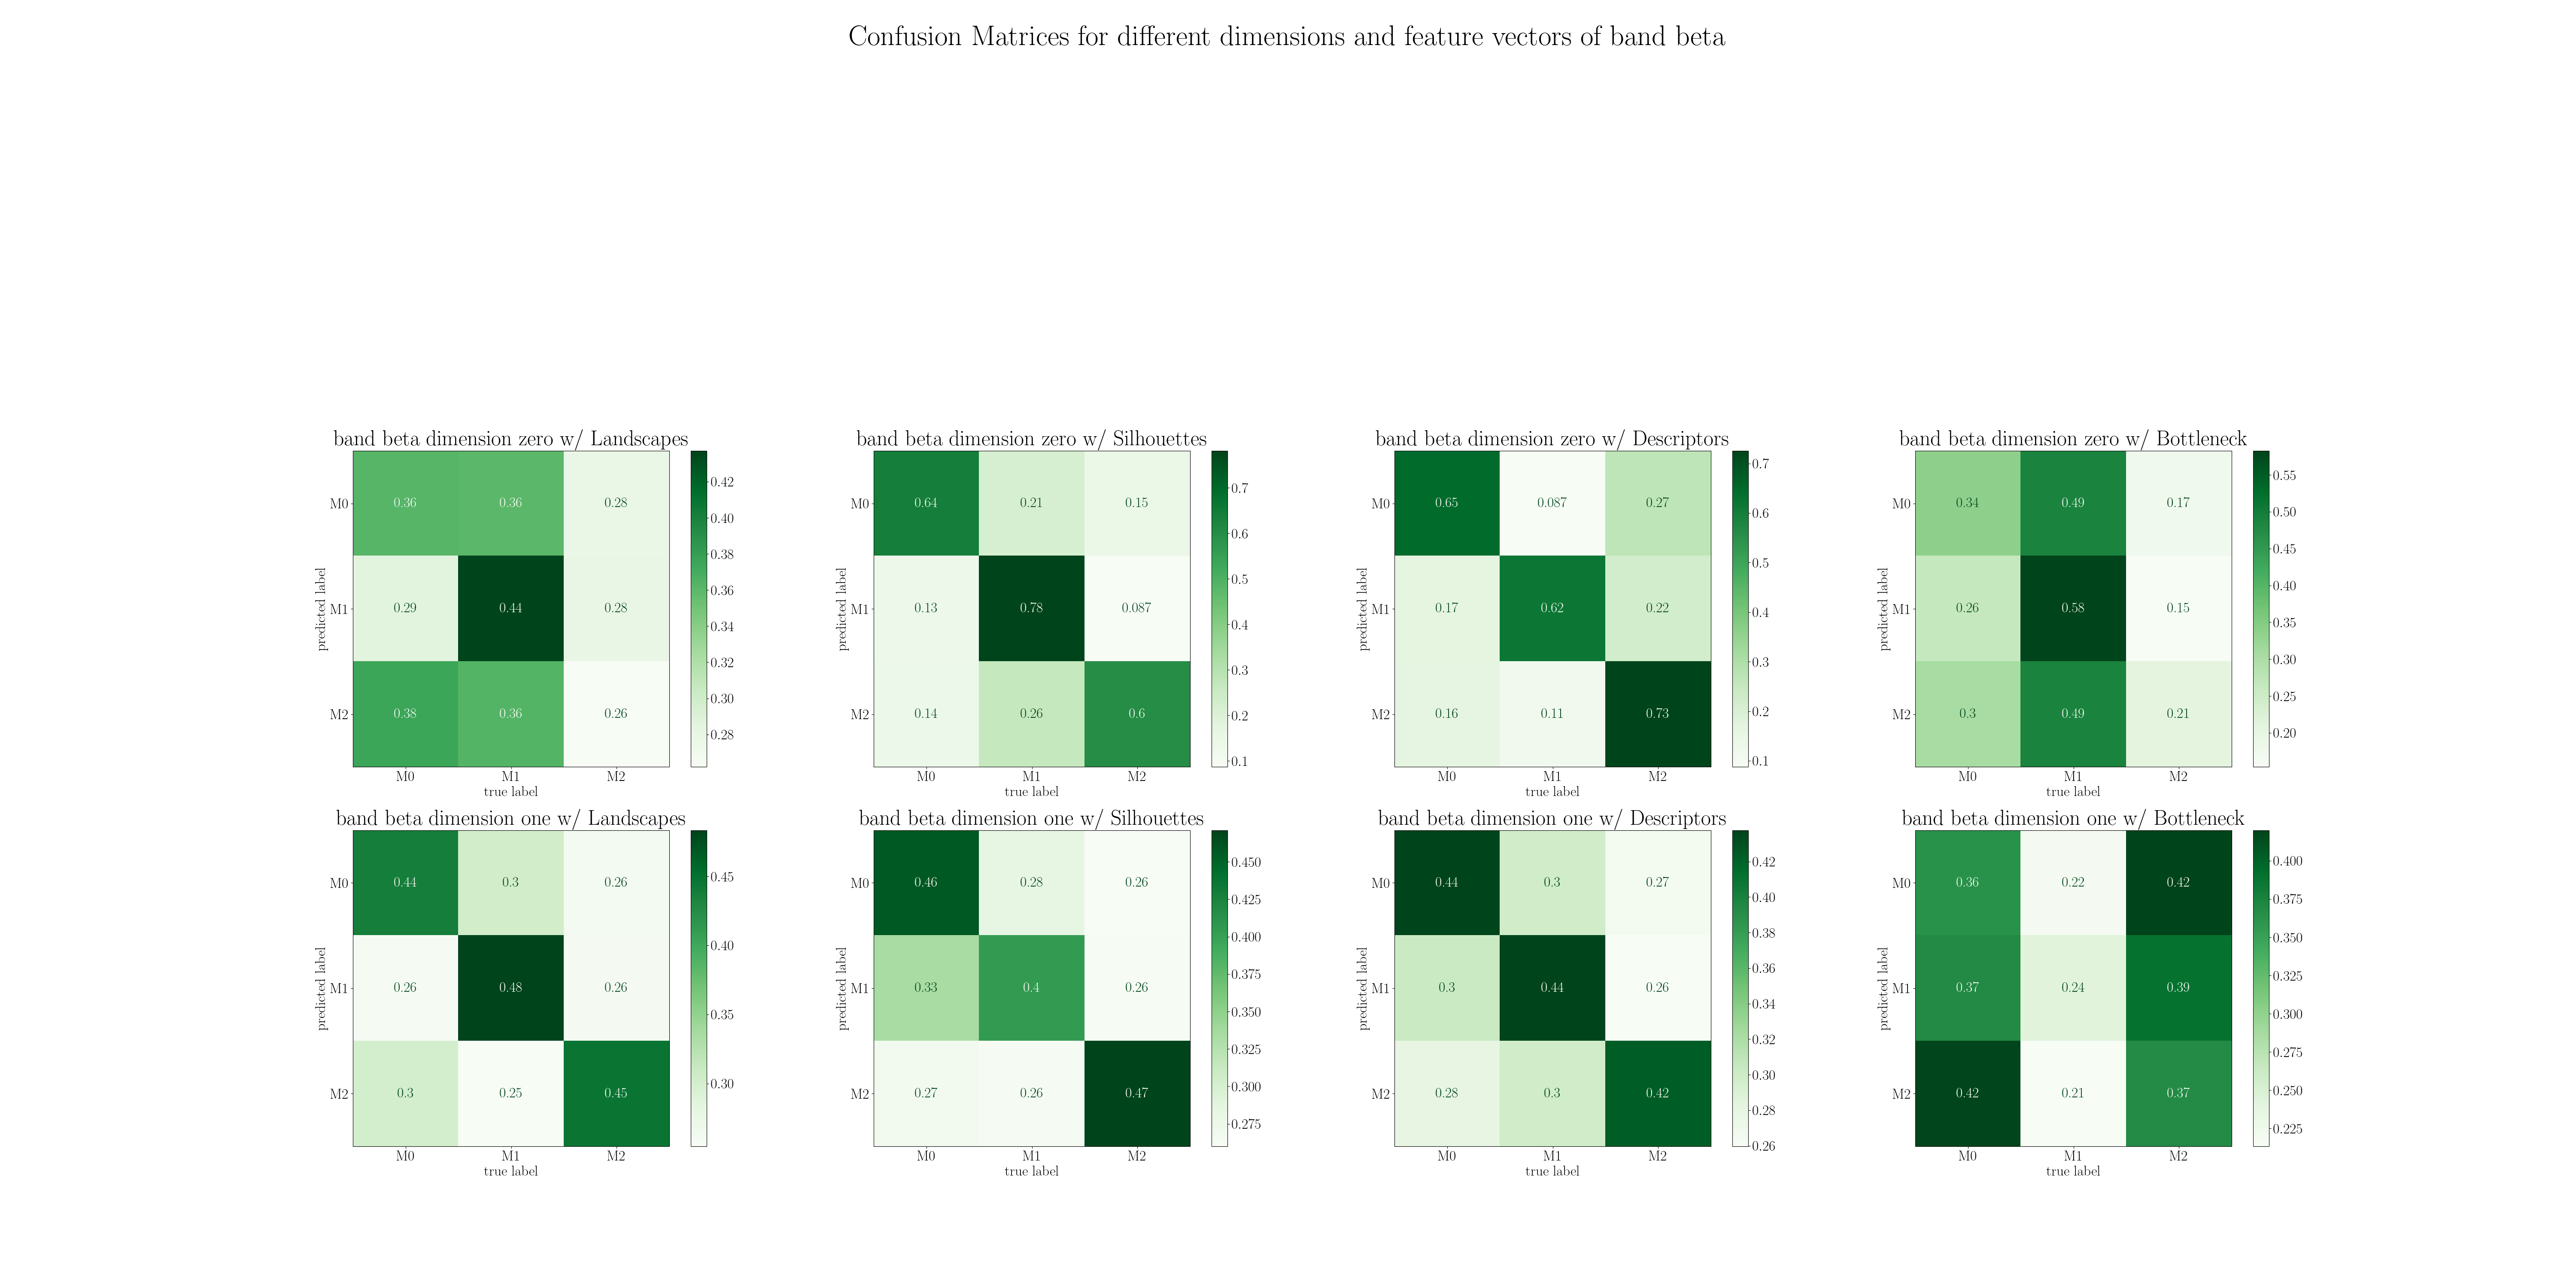 Confusion Matrices for different dimensions and feature vectors of band beta
band beta dimension zero w/ Landscapes
M0 0.36 0.36 0.28
M1 0.29 0.44 0.28
M2 0.38 0.36 0.26
M0 M1 M2
true label
predicted label
0.42
0.40
0.38
0.36
0.34
0.32
0.30
0.28
band beta dimension zero w/ Silhouettes
M0 0.64 0.21 0.15
M1 0.13 0.78 0.087
M2 0.14 0.26 0.6
M0 M1 M2
true label
predicted label
0.7
0.6
0.5
0.4
0.3
0.2
0.1
band beta dimension zero w/ Descriptors
M0 0.65 0.087 0.27
M1 0.17 0.62 0.22
M2 0.16 0.11 0.73
M0 M1 M2
true label
predicted label
0.7
0.6
0.5
0.4
0.3
0.2
0.1
band beta dimension zero w/ Bottleneck
M0 0.34 0.49 0.17
M1 0.26 0.58 0.15
M2 0.3 0.49 0.21
M0 M1 M2
true label
predicted label
0.55
0.50
0.45
0.40
0.35
0.30
0.25
0.20
band beta dimension one w/ Landscapes
M0 0.44 0.3 0.26
M1 0.26 0.48 0.26
M2 0.3 0.25 0.45
M0 M1 M2
true label
predicted label
0.45
0.40
0.35
0.30
band beta dimension one w/ Silhouettes
M0 0.46 0.28 0.26
M1 0.33 0.4 0.26
M2 0.27 0.26 0.47
M0 M1 M2
true label
predicted label
0.450
0.425
0.400
0.375
0.350
0.325
0.300
0.275
band beta dimension one w/ Descriptors
M0 0.44 0.3 0.27
M1 0.3 0.44 0.26
M2 0.28 0.3 0.42
M0 M1 M2
true label
predicted label
0.42
0.40
0.38
0.36
0.34
0.32
0.30
0.28
0.26
band beta dimension one w/ Bottleneck
M0 0.36 0.22 0.42
M1 0.37 0.24 0.39
M2 0.42 0.21 0.37
M0 M1 M2
true label
predicted label
0.400
0.375
0.350
0.325
0.300
0.275
0.250
0.225